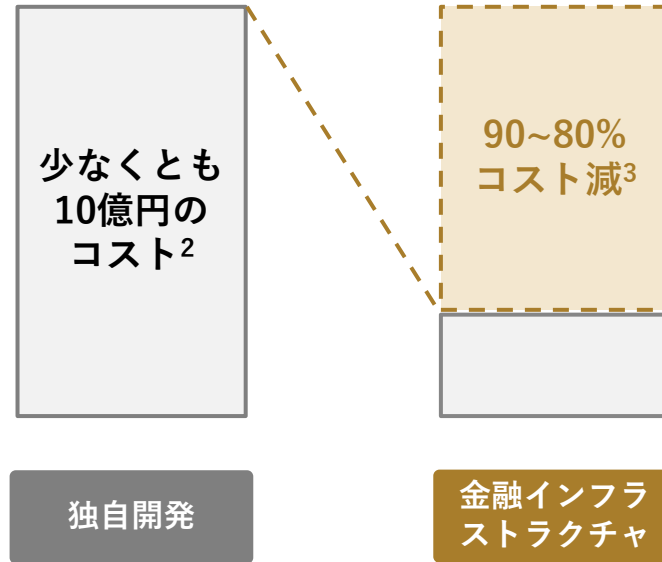 少なくとも
10億円の
コスト2
90~80%
コスト減3
独自開発
金融インフラ
ストラクチャ